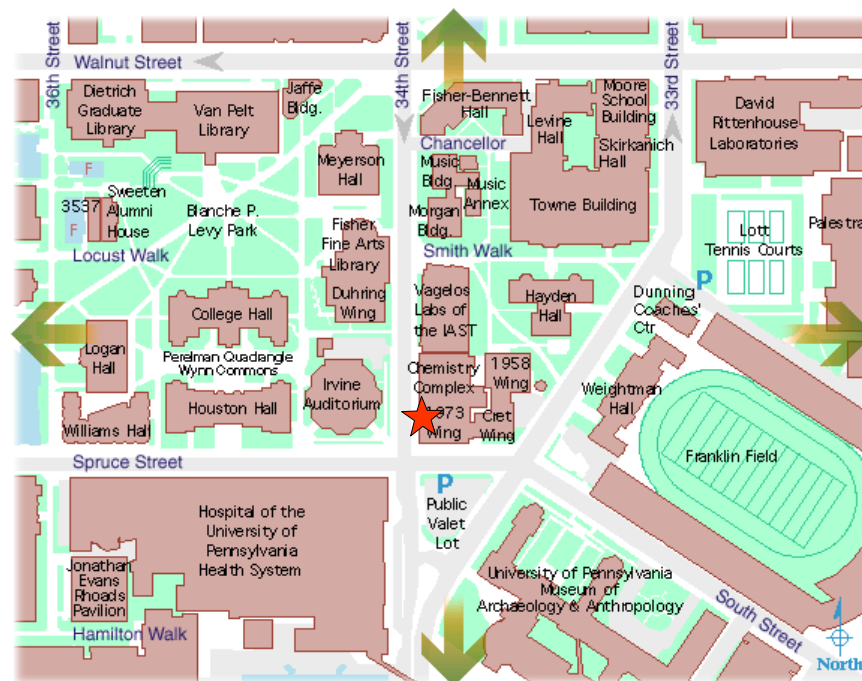 36th Street
Walnut Street
34th Street
33rd Street
Dietrich
Graduate
Library
Van Pelt
Library
Jaffe
Bldg.
Fisher-Bennett
Hall
Levine
Hall
Moore
School
Building
Skirkanich
Hall
David
Rittenhouse
Laboratories
Chancellor
Meyerson
Hall
Music
Bldg.
Music
Annex
Morgan
Bldg.
Towne Building
F
3537
F
Sweeten
Alumni
House
Blanche P.
Levy Park
Locust Walk
Fisher
Fine Arts
Library
Duhring
Wing
Smith Walk
Lott
Tennis Courts
Palestra
P
Vagelos
Labs of
the IAST
Hayden
Hall
Dunning
Coaches'
Ctr
College Hall
Logan
Hall
Perelman Quadangle
Wynn Commons
Irvine
Auditorium
Chemistry
Complex
1958
Wing
973
Wing
Cret
Wing
Weightman
Hall
Houston Hall
Williams Hall
Franklin Field
Spruce Street
P
Public
Valet
Lot
Hospital of the
University of
Pennsylvania
Health System
Jonathan
Evans
Rhoads
Pavilion
Hamilton Walk
University of Pennsylvania
Museum of
Archaeology & Anthropology
South Street
North